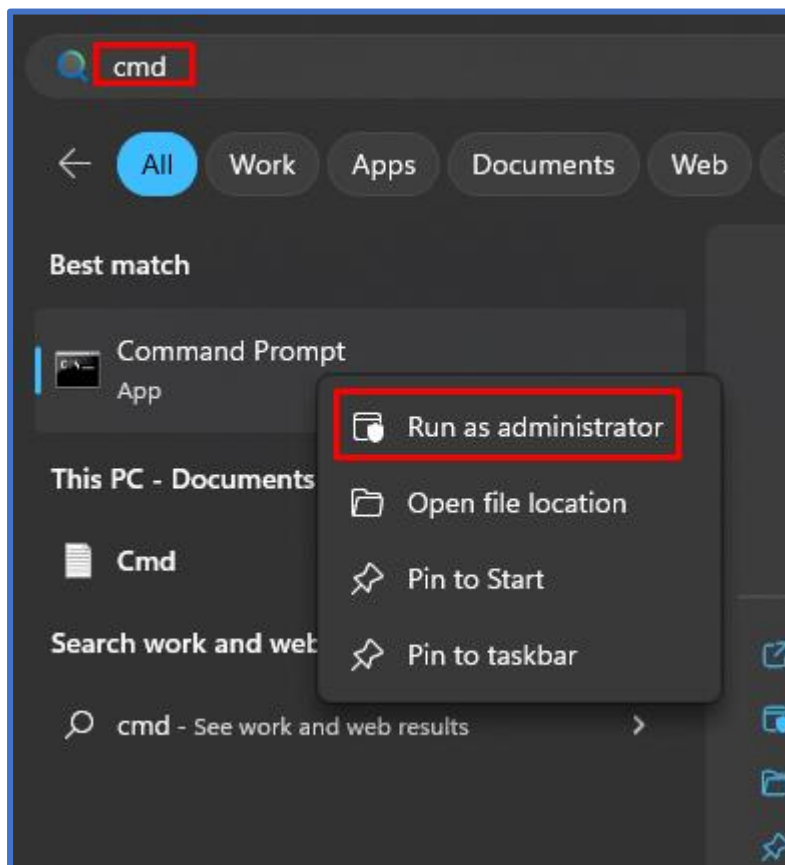 cmd
All Work Apps Documents Web
Best match
Command Prompt
App
Run as administrator
This PC - Documents
Open file location
Cmd
Pin to Start
Search work and web
Pin to taskbar
cmd - See work and web results